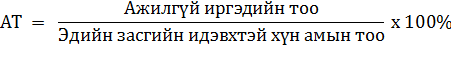 Ажилгүй иргэдийн тоо
АТ = x 100%
Эдийн засгийн идэвхтэй хүн амын тоо